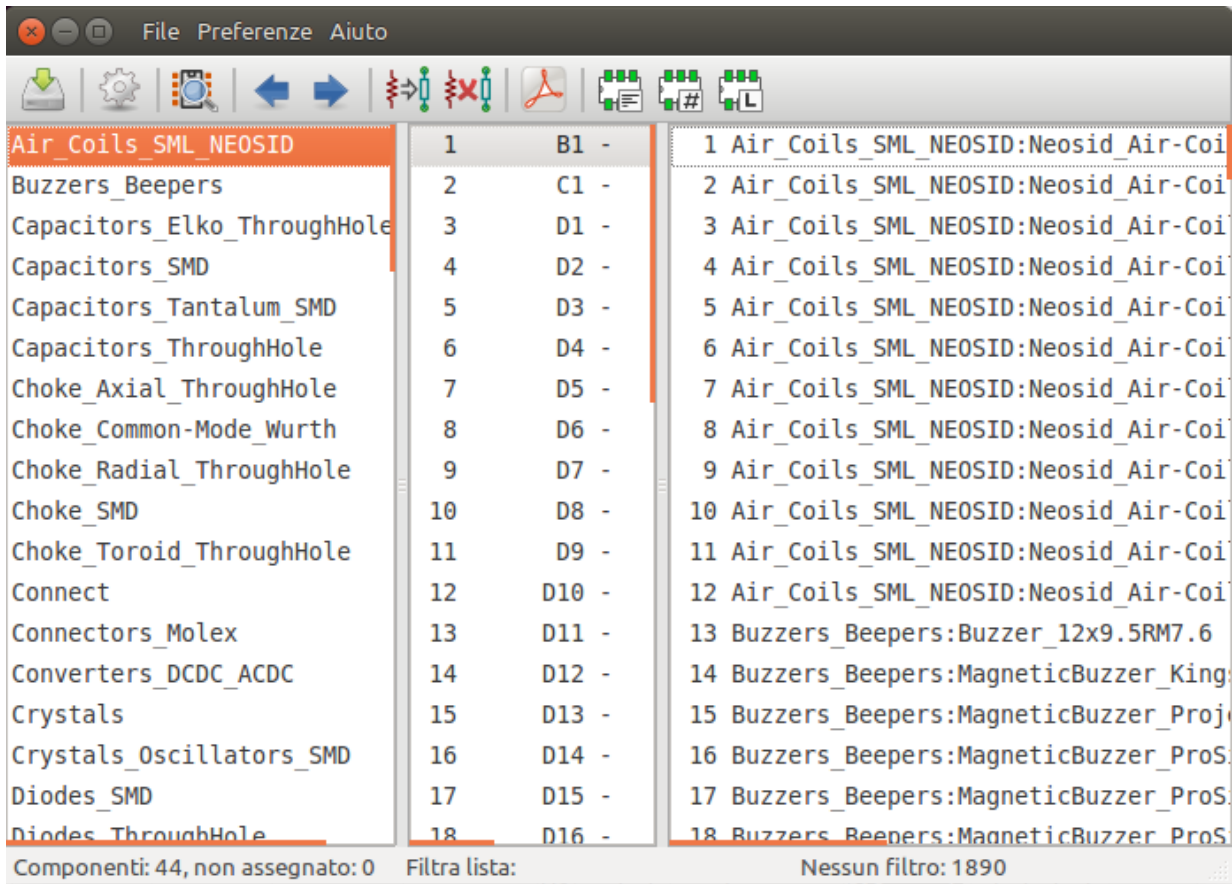 File Preferenze Aiuto
Air_Coils_SML_NEOSID
Buzzers_Beepers
Capacitors_Elko_ThroughHole
Capacitors_SMD
Capacitors_Tantalum_SMD
Capacitors_ThroughHole
Choke_Axial_ThroughHole
Choke_Common-Mode_Wurth
Choke_Radial_ThroughHole
Choke_SMD
Choke_Toroid_ThroughHole
Connect
Connectors_Molex
Converters_DCDC_ACDC
Crystals
Crystals_Oscillators_SMD
Diodes_SMD
Diodes_ThroughHole
1 B1 -
2 C1 -
3 D1 -
4 D2 -
5 D3 -
6 D4 -
7 D5 -
8 D6 -
9 D7 -
10 D8 -
11 D9 -
12 D10 -
13 D11 -
14 D12 -
15 D13 -
16 D14 -
17 D15 -
18 D16 -
1 Air_Coils_SML_NEOSID:Neosid_Air-Coi
2 Air_Coils_SML_NEOSID:Neosid_Air-Coi
3 Air_Coils_SML_NEOSID:Neosid_Air-Coi
4 Air_Coils_SML_NEOSID:Neosid_Air-Coi
5 Air_Coils_SML_NEOSID:Neosid_Air-Coi
6 Air_Coils_SML_NEOSID:Neosid_Air-Coi
7 Air_Coils_SML_NEOSID:Neosid_Air-Coi
8 Air_Coils_SML_NEOSID:Neosid_Air-Coi
9 Air_Coils_SML_NEOSID:Neosid_Air-Coi
10 Air_Coils_SML_NEOSID:Neosid_Air-Coi
11 Air_Coils_SML_NEOSID:Neosid_Air-Coi
12 Air_Coils_SML_NEOSID:Neosid_Air-Coi
13 Buzzers_Beepers:Buzzer_12x9.5RM7.6
14 Buzzers_Beepers:MagneticBuzzer_King
15 Buzzers_Beepers:MagneticBuzzer_Proj
16 Buzzers_Beepers:MagneticBuzzer_ProS
17 Buzzers_Beepers:MagneticBuzzer_ProS
18 Buzzers_Beepers:MagneticBuzzer_ProS
Componenti: 44, non assegnato: 0 Filtra lista: Nessun filtro: 1890